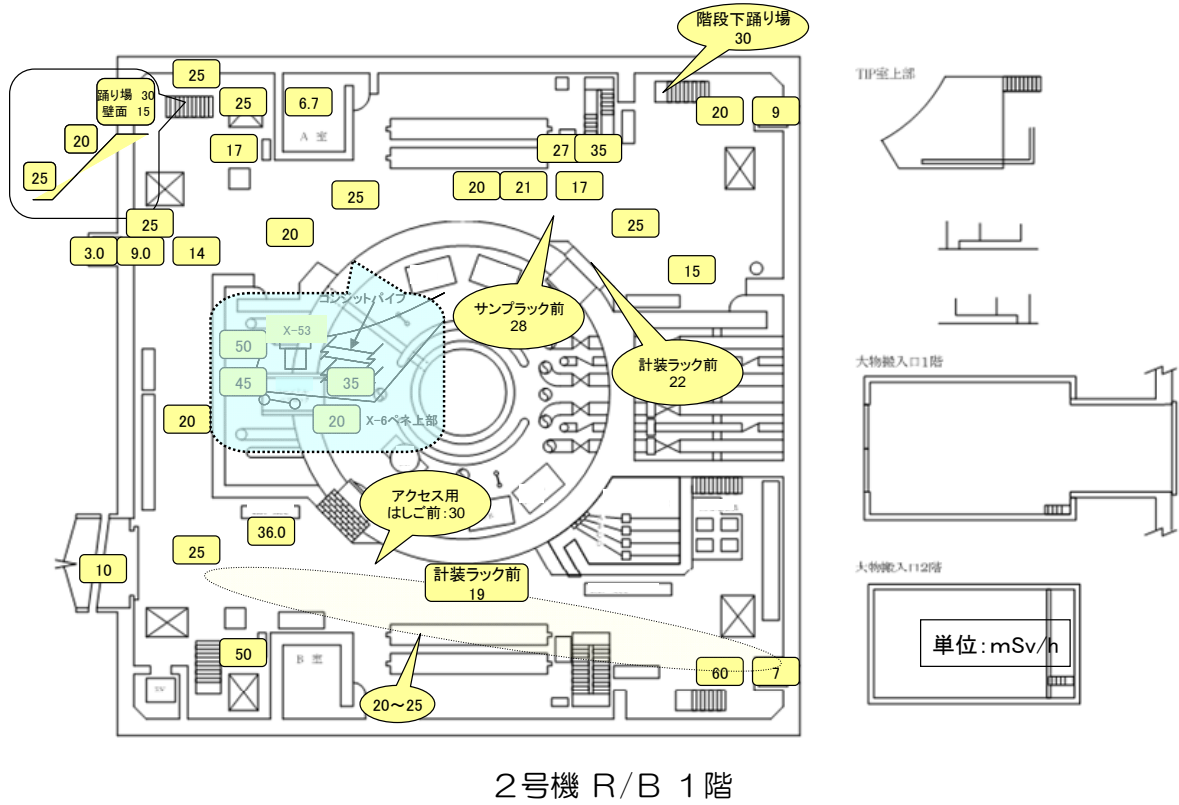 階段下踊り場
30
25
踊り場 30
壁面 15
20
25
25
6.7
A 室
20
9
17
27
35
25
20
21
17
25
20
25
3.0
9.0
14
15
TIP室上部
コンジットパイプ
X-53
50
45
35
20
X-6ペネ上部
サンプラック前
28
計装ラック前
22
20
大物搬入口1階
アクセス用
はしご前:30
36.0
25
10
計装ラック前
19
大物搬入口2階
単位:mSv/h
50
B 室
60
7
20~25
2号機 R/B 1階